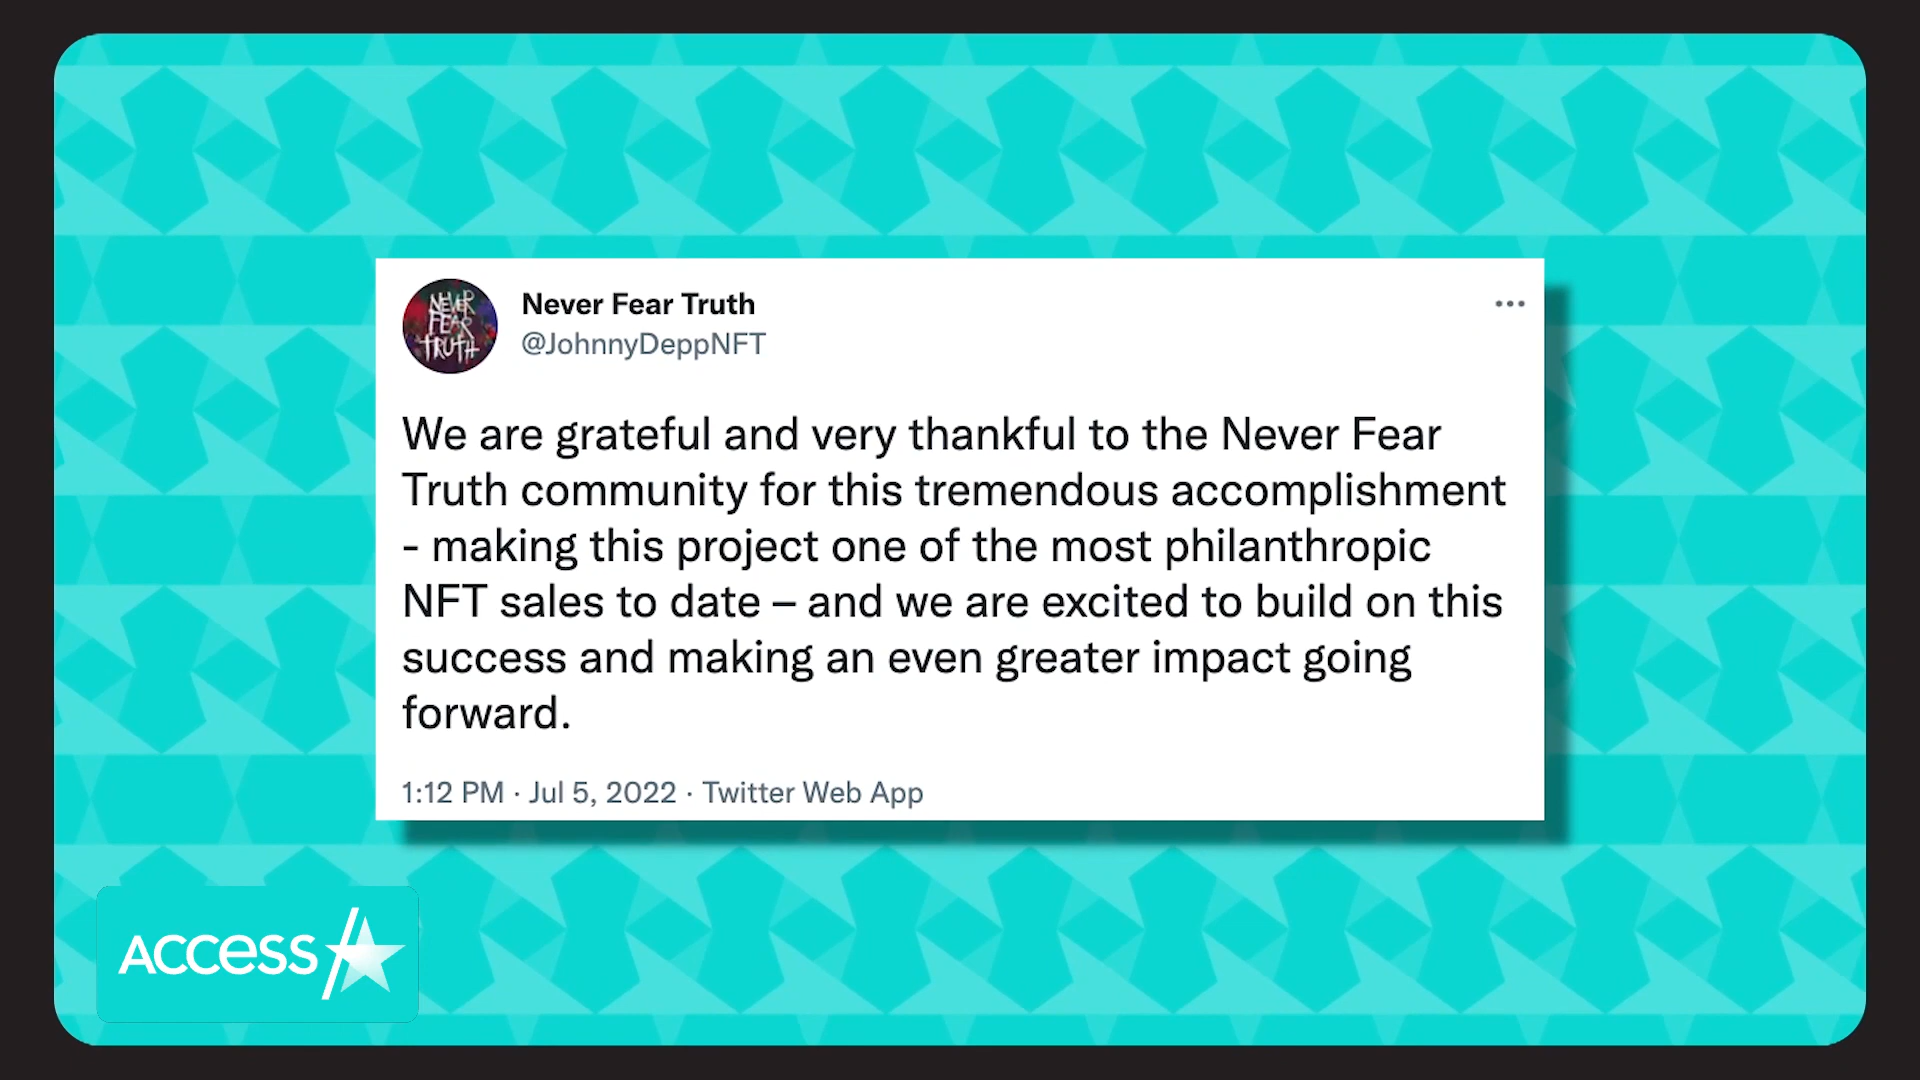 NEVER
FEAR
TRUTH
Never Fear Truth
@JohnnyDeppNFT
We are grateful and very thankful to the Never Fear
Truth community for this tremendous accomplishment
- making this project one of the most philanthropic
NFT sales to date – and we are excited to build on this
success and making an even greater impact going
forward.
1:12 PM · Jul 5, 2022 · Twitter Web App
ACCESS